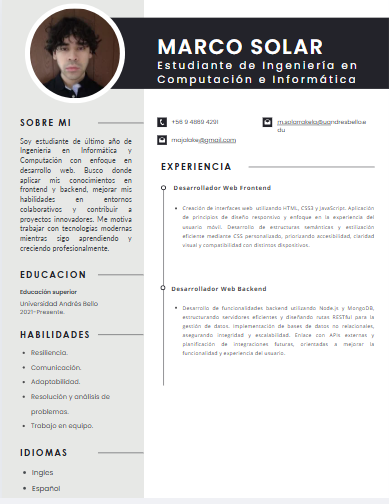 MARCO SOLAR
Estudiante de Ingeniería en
Computación e Informática
SOBRE MI
Soy estudiante de último año de
Ingeniería en Informática y
Computación con enfoque en
desarrollo web. Busco donde
aplicar mis conocimientos en
frontend y backend, mejorar mis
habilidades en entornos
colaborativos y contribuir a
proyectos innovadores. Me motiva
trabajar con tecnologías modernas
mientras sigo aprendiendo y
creciendo profesionalmente.
EDUCACION
Educación superior
Universidad Andrés Bello
2021-Presente.
HABILIDADES
• Resiliencia.
• Comunicación.
• Adaptabilidad.
• Resolución y análisis de
problemas.
• Trabajo en equipo.
IDIOMAS
• Ingles
• Español
+56 9 4869 4291
majalake@gmail.com
EXPERIENCIA
Desarrollador Web Frontend
• Creación de interfaces web utilizando HTML, CSS3 y JavaScript. Aplicación
de principios de diseño responsivo y enfoque en la experiencia del
usuario móvil. Desarrollo de estructuras semánticas y estilización
eficiente mediante CSS personalizado, priorizando accesibilidad, claridad
visual y compatibilidad con distintos dispositivos.
Desarrollador Web Backend
• Desarrollo de funcionalidades backend utilizando Node.js y MongoDB,
estructurando servidores eficientes y diseñando rutas RESTful para la
gestión de datos. Implementación de bases de datos no relacionales,
asegurando integridad y escalabilidad. Enlace con APIs externas y
planificación de integraciones futuras, orientadas a mejorar la
funcionalidad y experiencia del usuario.